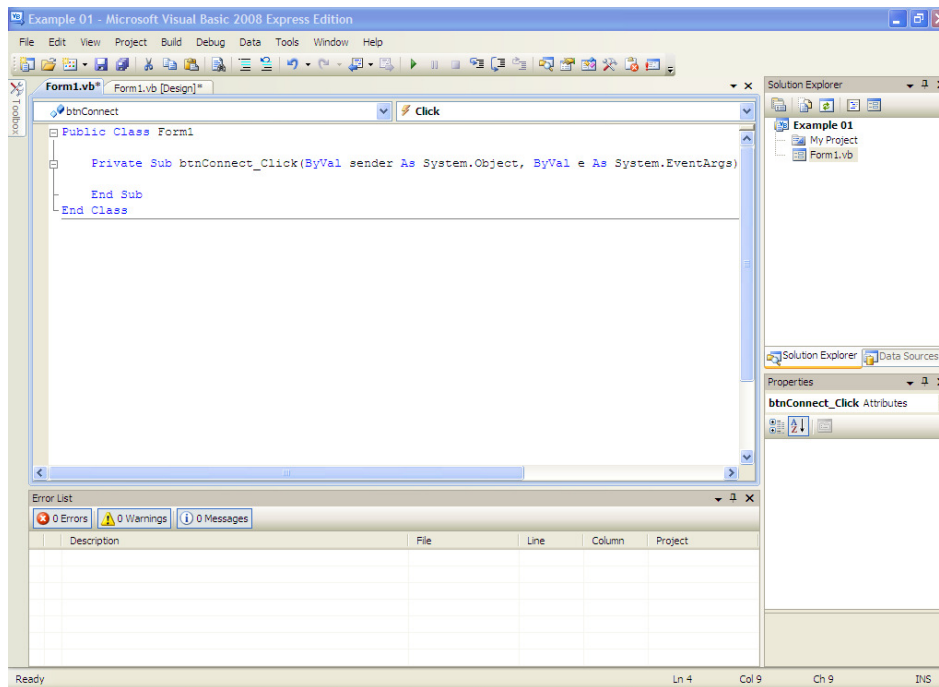 Example 01 - Microsoft Visual Basic 2008 Express Edition
File Edit View Project Build Debug Data Tools Window Help
Toolbox
Form1.vb* Form1.vb [Design]*
btnConnect Click
Public Class Form1
Private Sub btnConnect_Click(ByVal sender As System.Object, ByVal e As System.EventArgs)
End Sub
End Class
Solution Explorer
Example 01
My Project
Form1.vb
Solution Explorer Data Sources
Properties
btnConnect_Click Attributes
Error List
0 Errors 0 Warnings 0 Messages
Description File Line Column Project
Ready Ln 4 Col 9 Ch 9 INS